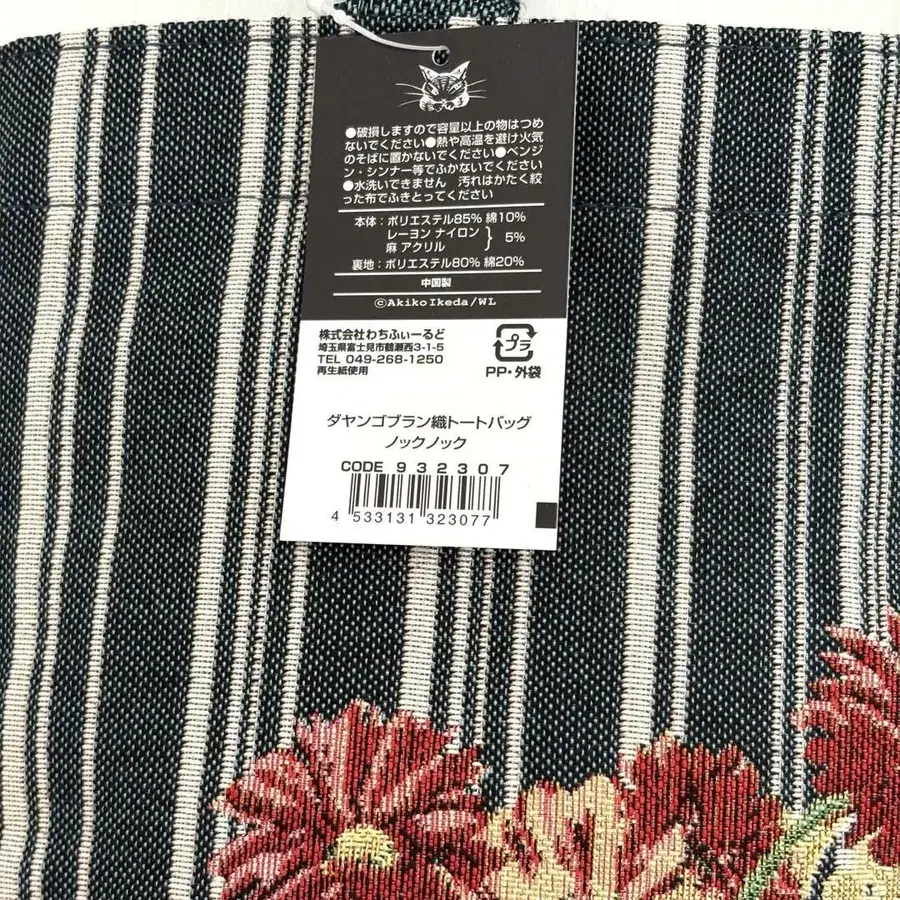 ●破損しますので容量以上の物はつめ
ないでください●熱や高温を避け火気
のそばに置かないでください●ベンジ
ン・シンナー等でふかないでください
●水洗いできません 汚れはかたく絞
った布でふきとってください
本体：ポリエステル85% 綿10%
レーヨン ナイロン
麻 アクリル } 5%
裏地：ポリエステル80% 綿20%
中国製
©AkikoIkeda/WL
株式会社わちふぃーるど
埼玉県富士見市鶴瀬西3-1-5
TEL 049-268-1250
再生紙使用
プラ
PP・外袋
ダヤンゴブラン織トートバッグ
ノックノック
CODE 932307
4 533131 323077